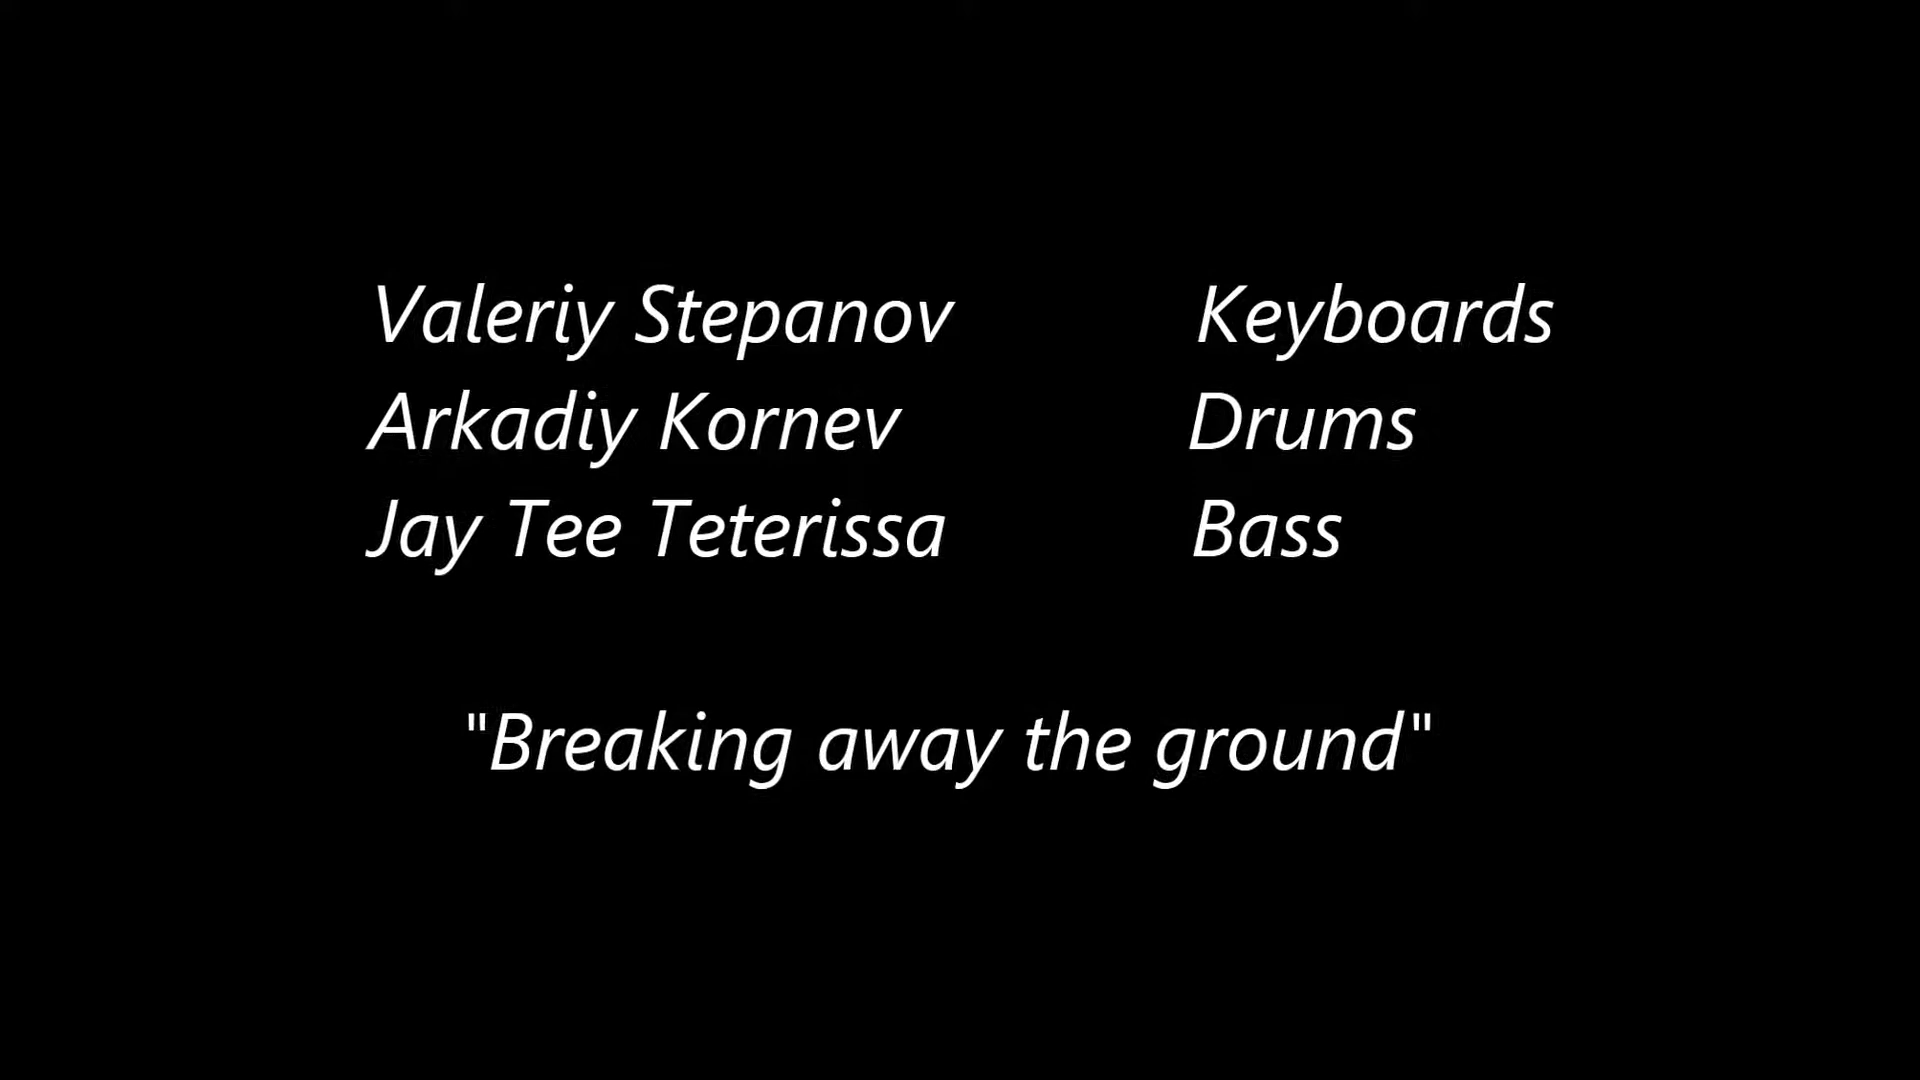 Valeriy Stepanov Keyboards
Arkadiy Kornev Drums
Jay Tee Teterissa Bass
"Breaking away the ground"